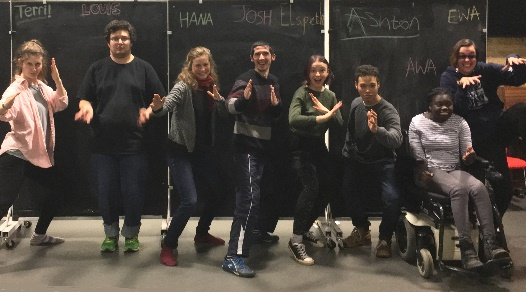 Terri
LOUIS
HANA
JOSH
Elspeth
Ashton
EWA
AWA